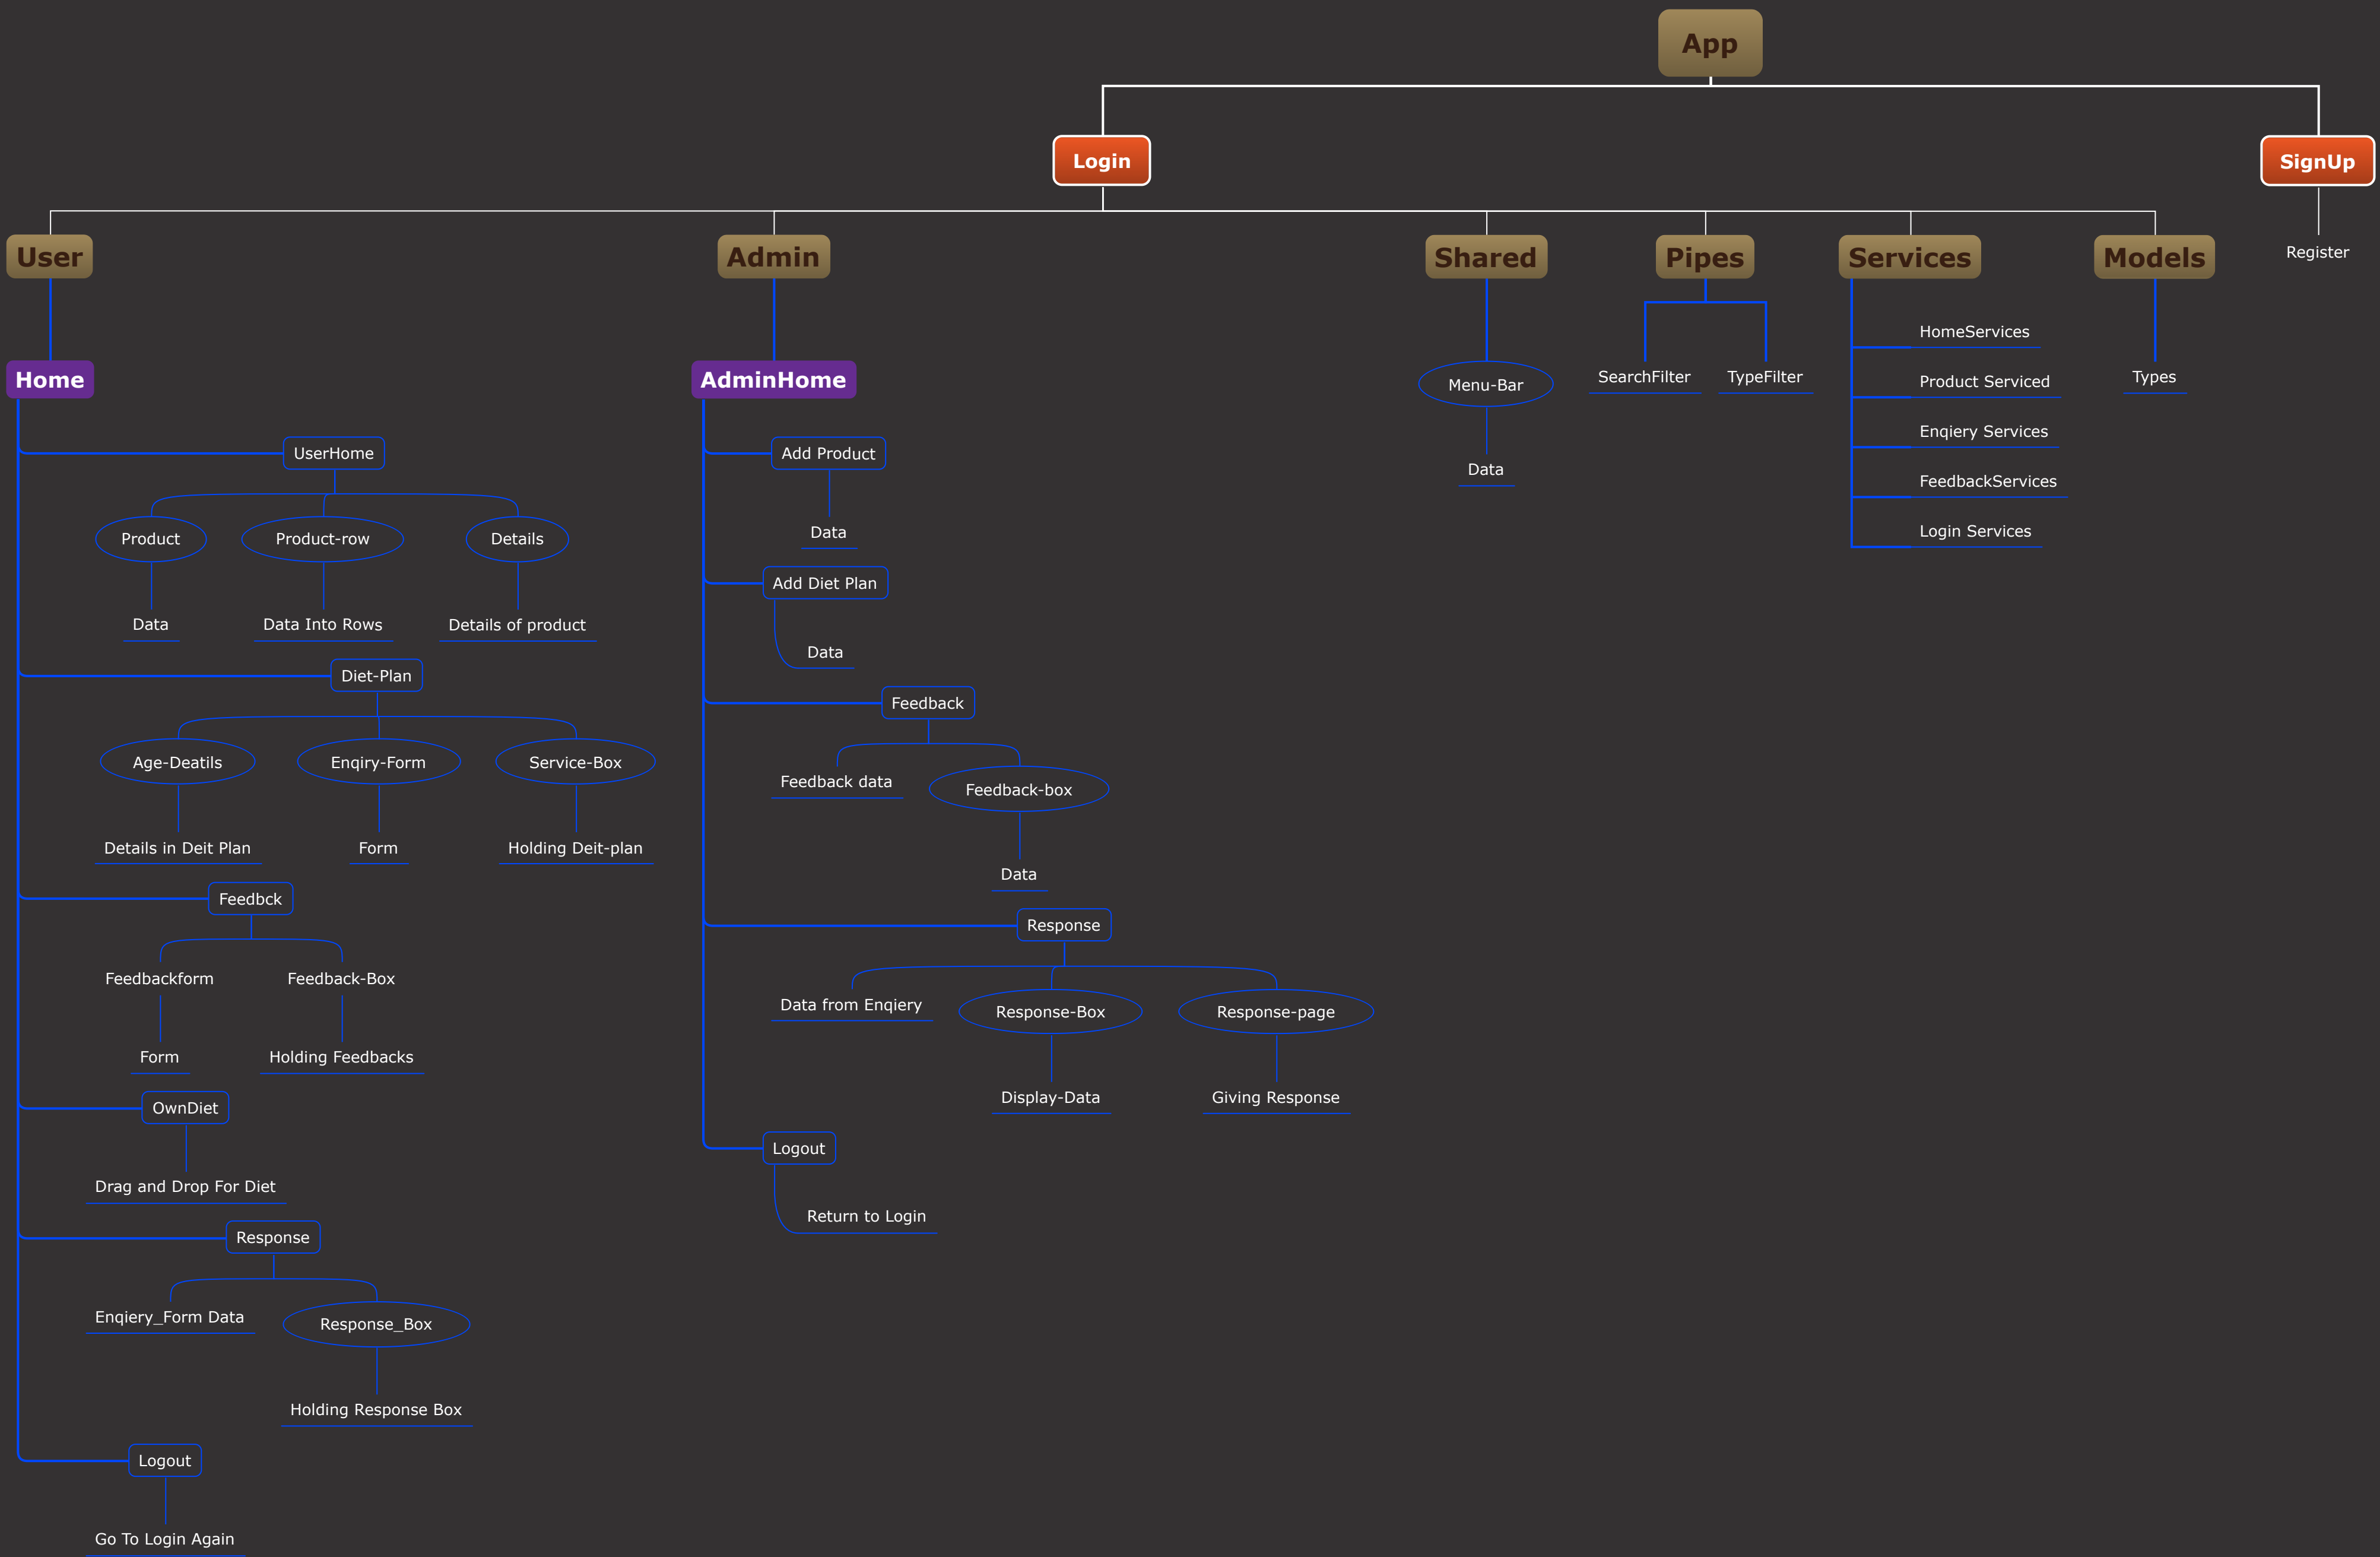 App
Login
SignUp
User
Admin
Shared
Pipes
Services
Models
Register
Home
UserHome
Product
Product-row
Details
Data
Data Into Rows
Details of product
Diet-Plan
Age-Deatils
Enqiry-Form
Service-Box
Details in Deit Plan
Form
Holding Deit-plan
Feedbck
Feedbackform
Feedback-Box
Form
Holding Feedbacks
OwnDiet
Drag and Drop For Diet
Response
Enqiery_Form Data
Response_Box
Holding Response Box
Logout
Go To Login Again
AdminHome
Add Product
Data
Add Diet Plan
Data
Feedback
Feedback data
Feedback-box
Data
Response
Data from Enqiery
Response-Box
Response-page
Display-Data
Giving Response
Logout
Return to Login
Menu-Bar
Data
SearchFilter
TypeFilter
HomeServices
Product Serviced
Enqiery Services
FeedbackServices
Login Services
Types